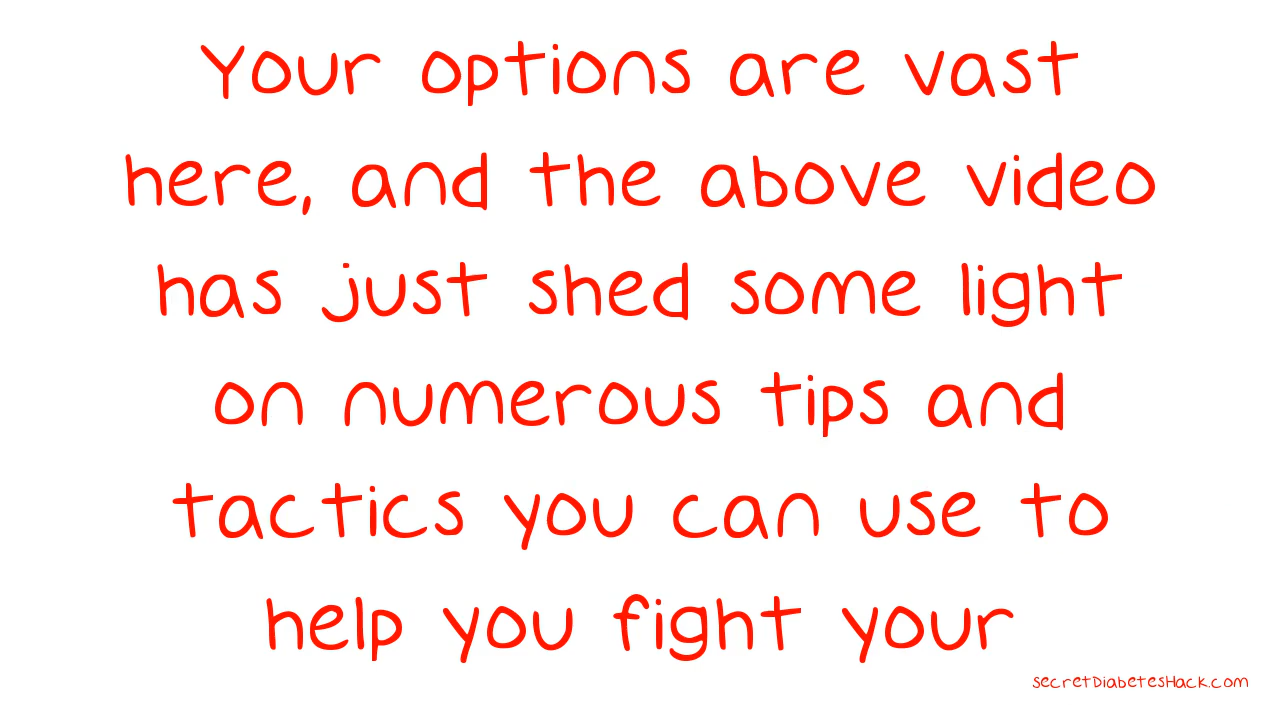 Your options are vast
here, and the above video
has just shed some light
on numerous tips and
tactics you can use to
help you fight your
secretDiabetesHack.com